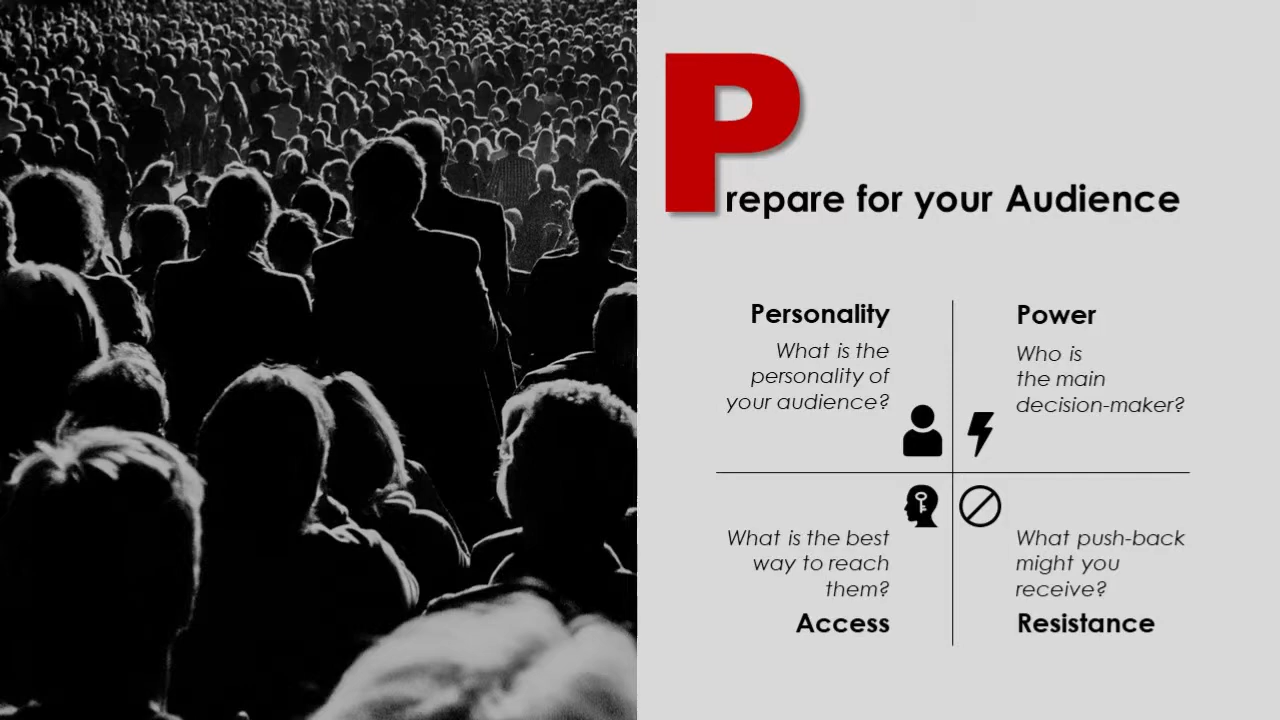 Prepare for your Audience
Personality
What is the
personality of
your audience?
Power
Who is
the main
decision-maker?
What is the best
way to reach
them?
Access
What push-back
might you
receive?
Resistance